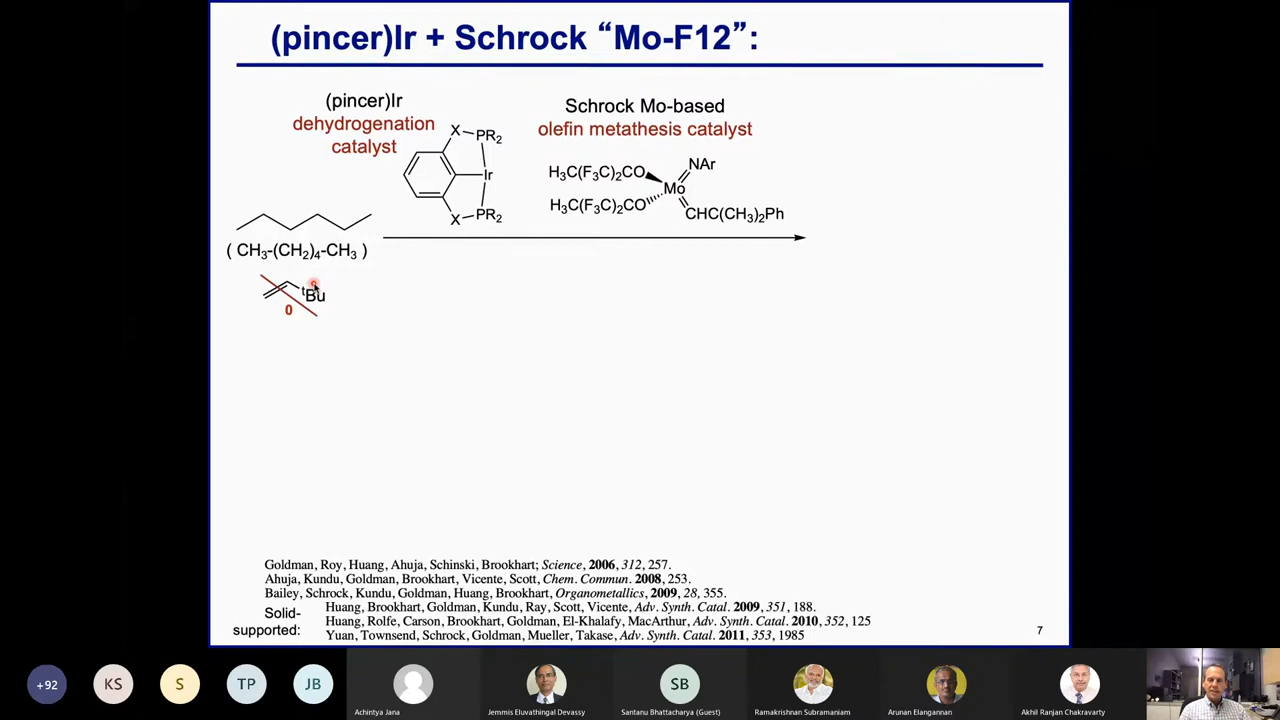 (pincer)Ir + Schrock “Mo-F12”:
(pincer)Ir
dehydrogenation
catalyst
X
PR2
Ir
X
PR2
Schrock Mo-based
olefin metathesis catalyst
H3C(F3C)2CO
NAr
Mo
H3C(F3C)2CO
CHC(CH3)2Ph
( CH3-(CH2)4-CH3 )
tBu
0
Goldman, Roy, Huang, Ahuja, Schinski, Brookhart; Science, 2006, 312, 257.
Ahuja, Kundu, Goldman, Brookhart, Vicente, Scott, Chem. Commun. 2008, 253.
Bailey, Schrock, Kundu, Goldman, Huang, Brookhart, Organometallics, 2009, 28, 355.
Solid-supported:
Huang, Brookhart, Goldman, Kundu, Ray, Scott, Vicente, Adv. Synth. Catal. 2009, 351, 188.
Huang, Rolfe, Carson, Brookhart, Goldman, El-Khalafy, MacArthur, Adv. Synth. Catal. 2010, 352, 125
Yuan, Townsend, Schrock, Goldman, Mueller, Takase, Adv. Synth. Catal. 2011, 353, 1985
7
+92
KS
S
TP
JB
SB
Achintya Jana
Jemmis Eluvathingal Devassy
Santanu Bhattacharya (Guest)
Ramakrishnan Subramaniam
Arunan Elangannan
Akhil Ranjan Chakravarty